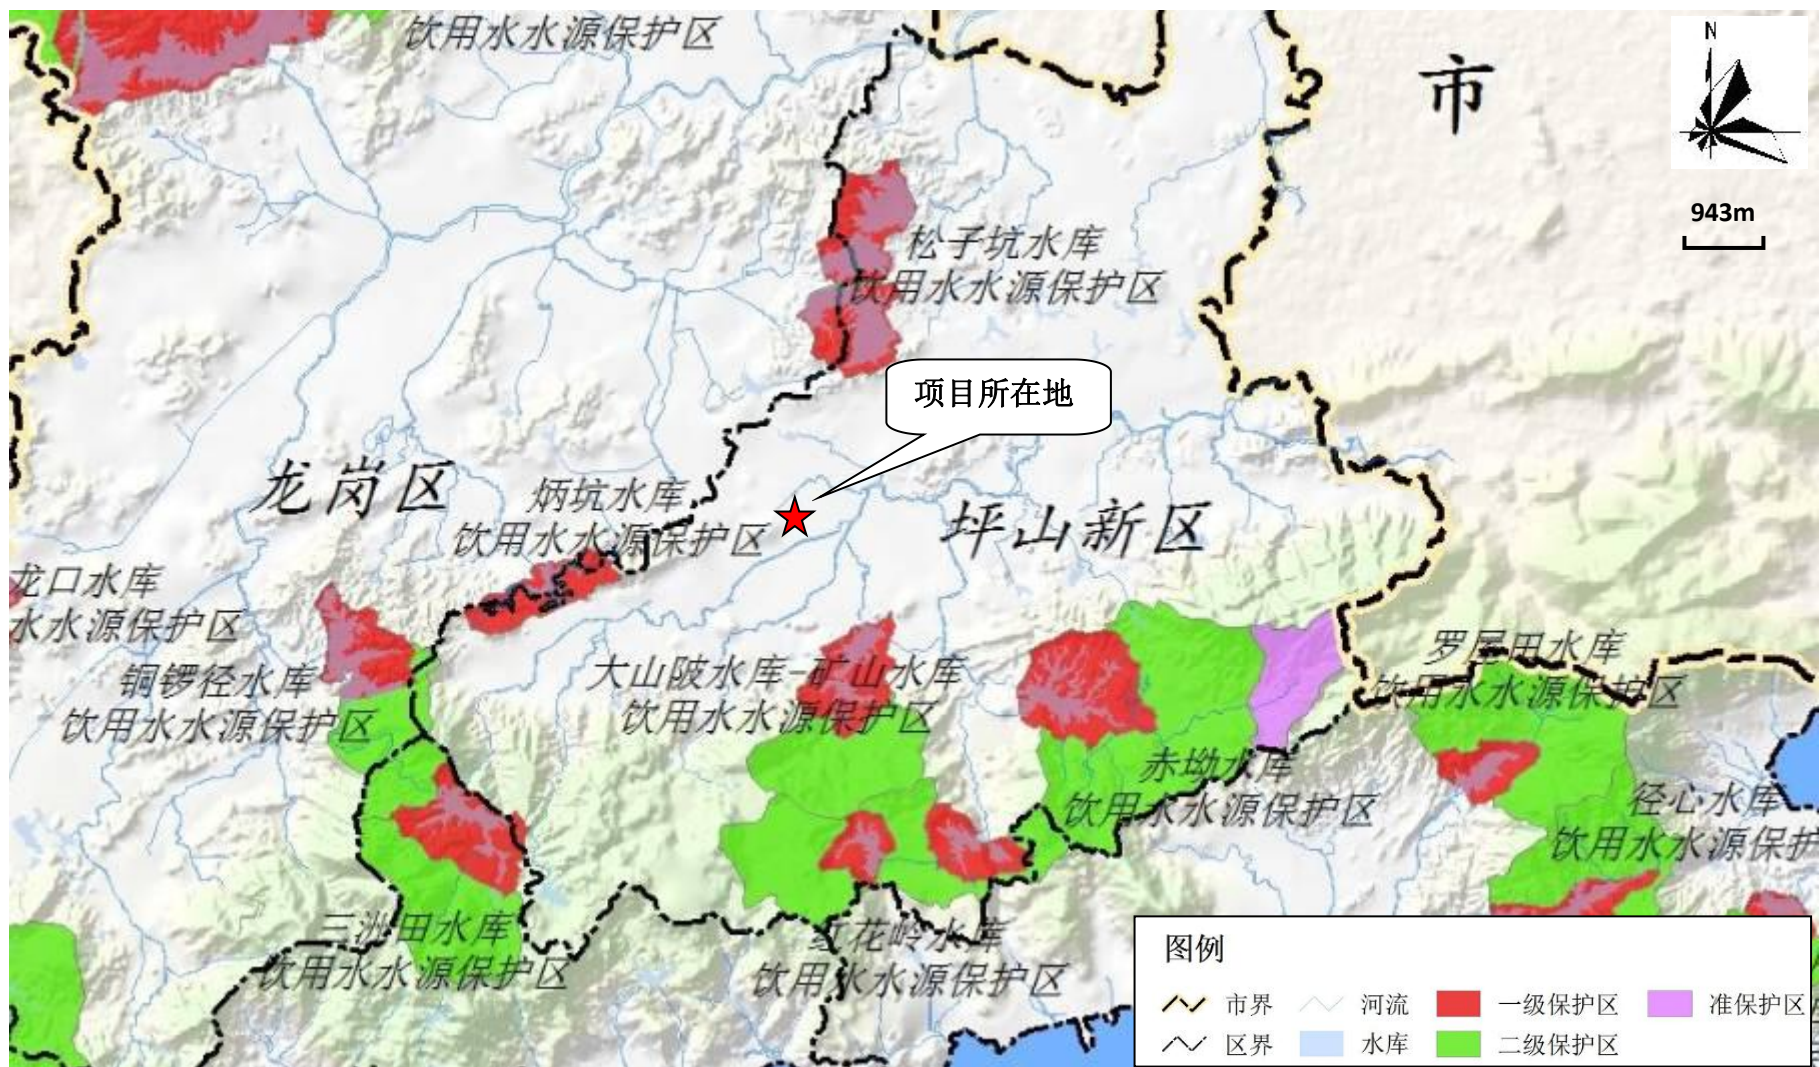 饮用水水源保护区
N
市
943m
松子坑水库
饮用水水源保护区
项目所在地
龙岗区
炳坑水库
饮用水水源保护区
坪山新区
龙口水库
水水源保护区
铜锣径水库
饮用水水源保护区
大山陂水库-矿山水库
饮用水水源保护区
罗屋田水库
饮用水水源保护区
赤坳水库
饮用水水源保护区
径心水库
饮用水水源保护
三洲田水库
饮用水水源保护区
红花岭水库
饮用水水源保护区
图例
市界
河流
一级保护区
准保护区
区界
水库
二级保护区